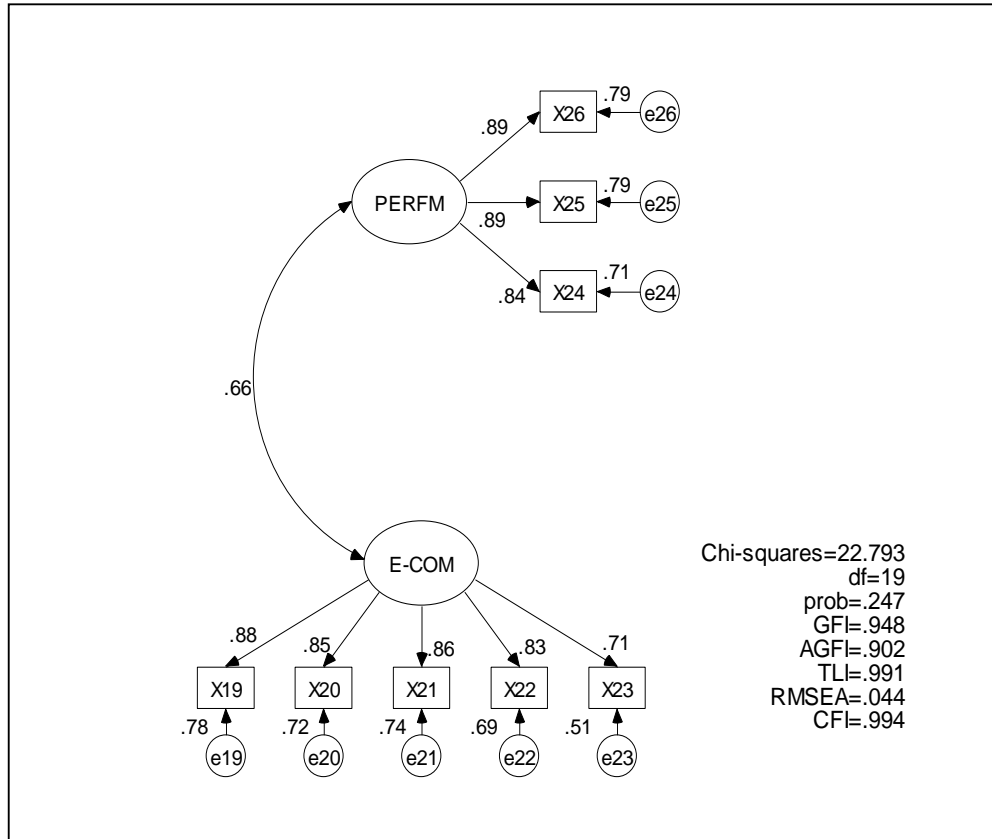 .79
X26
e26
.89
PERFM
.79
X25
e25
.89
.71
X24
e24
.84
.66
E-COM
Chi-squares=22.793
df=19
prob=.247
GFI=.948
AGFI=.902
TLI=.991
RMSEA=.044
CFI=.994
.88
.85
.86
.83
.71
X19
X20
X21
X22
X23
.78
.72
.74
.69
.51
e19
e20
e21
e22
e23